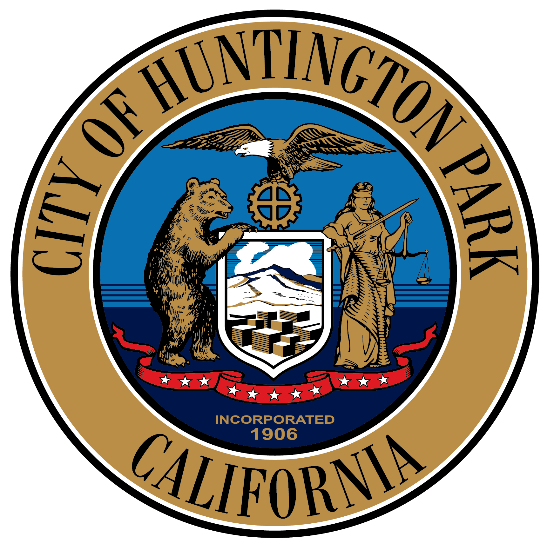 CITY OF HUNTINGTON PARK
INCORPORATED
1906
CALIFORNIA